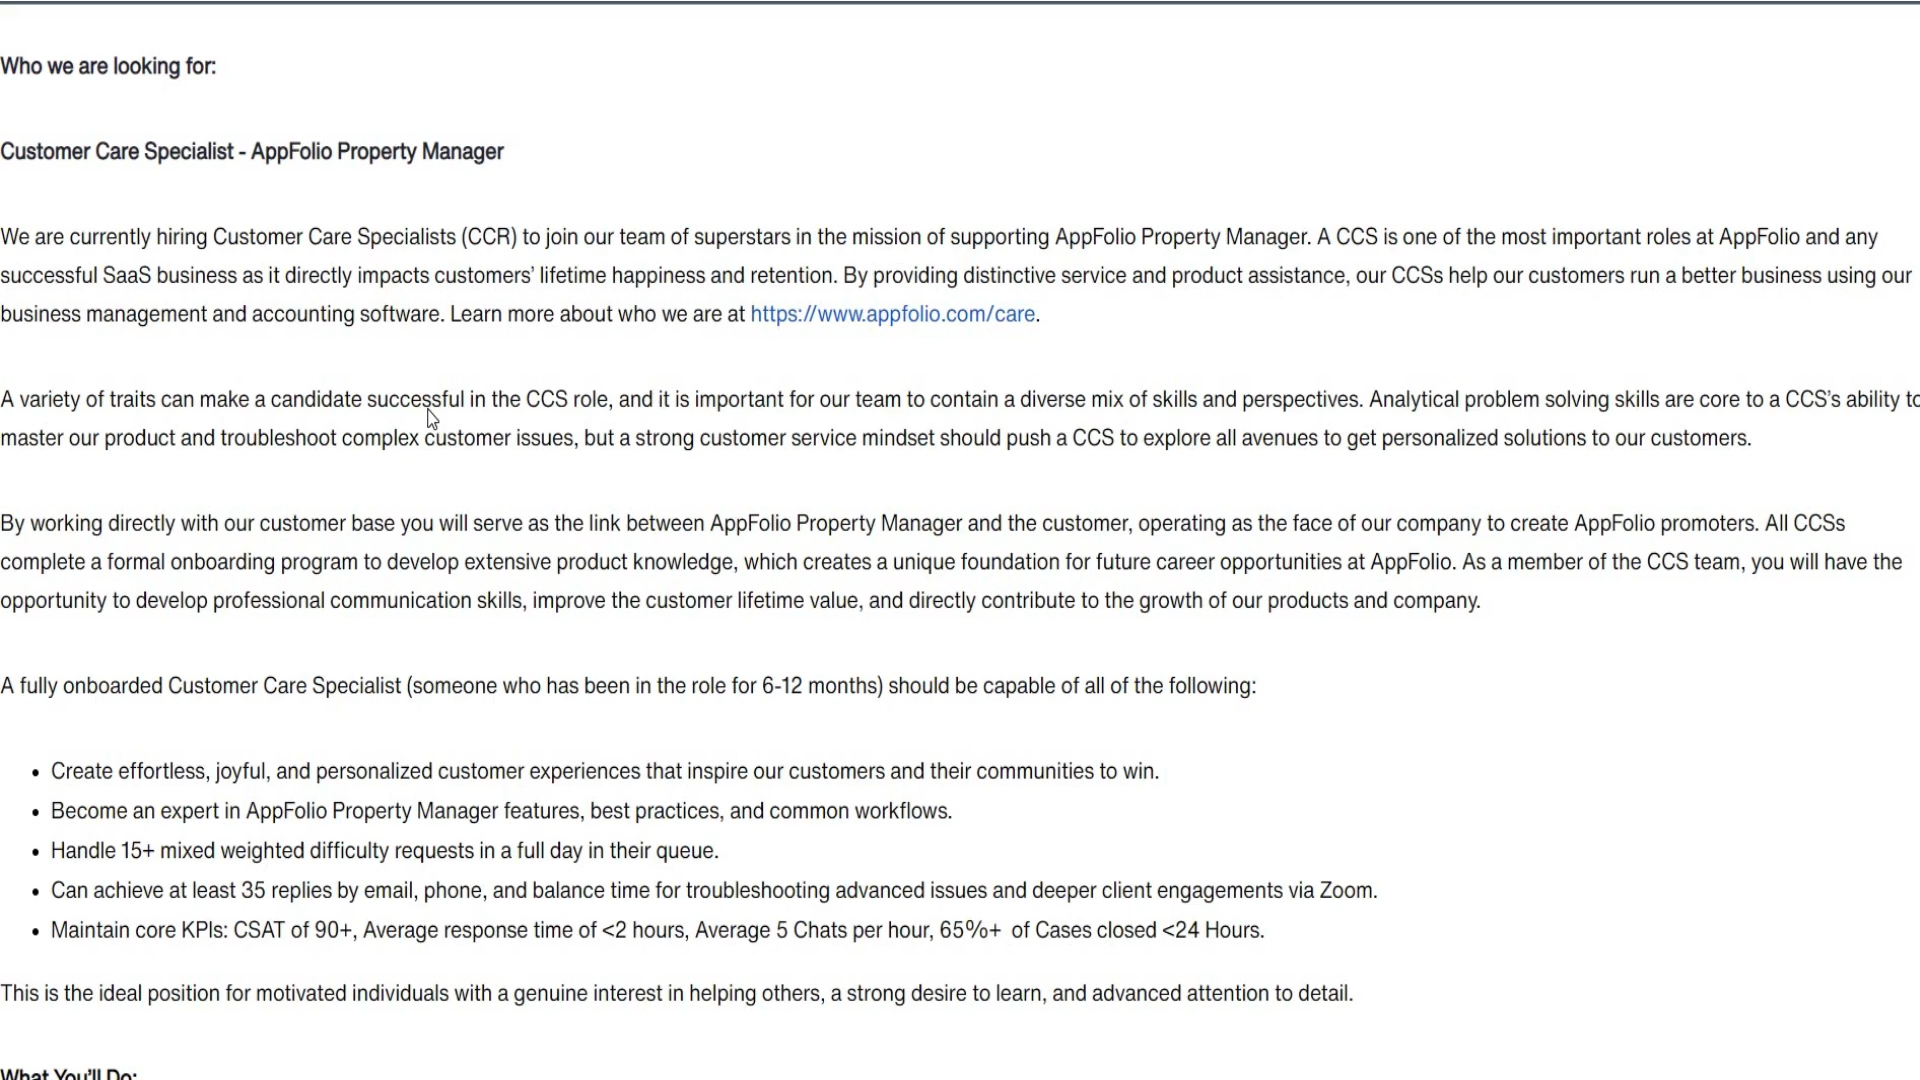 Who we are looking for:
Customer Care Specialist - AppFolio Property Manager
We are currently hiring Customer Care Specialists (CCR) to join our team of superstars in the mission of supporting AppFolio Property Manager. A CCS is one of the most important roles at AppFolio and any
successful SaaS business as it directly impacts customers’ lifetime happiness and retention. By providing distinctive service and product assistance, our CCSs help our customers run a better business using our
business management and accounting software. Learn more about who we are at https://www.appfolio.com/care.
A variety of traits can make a candidate successful in the CCS role, and it is important for our team to contain a diverse mix of skills and perspectives. Analytical problem solving skills are core to a CCS’s ability to
master our product and troubleshoot complex customer issues, but a strong customer service mindset should push a CCS to explore all avenues to get personalized solutions to our customers.
By working directly with our customer base you will serve as the link between AppFolio Property Manager and the customer, operating as the face of our company to create AppFolio promoters. All CCSs
complete a formal onboarding program to develop extensive product knowledge, which creates a unique foundation for future career opportunities at AppFolio. As a member of the CCS team, you will have the
opportunity to develop professional communication skills, improve the customer lifetime value, and directly contribute to the growth of our products and company.
A fully onboarded Customer Care Specialist (someone who has been in the role for 6-12 months) should be capable of all of the following:
• Create effortless, joyful, and personalized customer experiences that inspire our customers and their communities to win.
• Become an expert in AppFolio Property Manager features, best practices, and common workflows.
• Handle 15+ mixed weighted difficulty requests in a full day in their queue.
• Can achieve at least 35 replies by email, phone, and balance time for troubleshooting advanced issues and deeper client engagements via Zoom.
• Maintain core KPIs: CSAT of 90+, Average response time of <2 hours, Average 5 Chats per hour, 65%+ of Cases closed <24 Hours.
This is the ideal position for motivated individuals with a genuine interest in helping others, a strong desire to learn, and advanced attention to detail.
What You’ll Do: